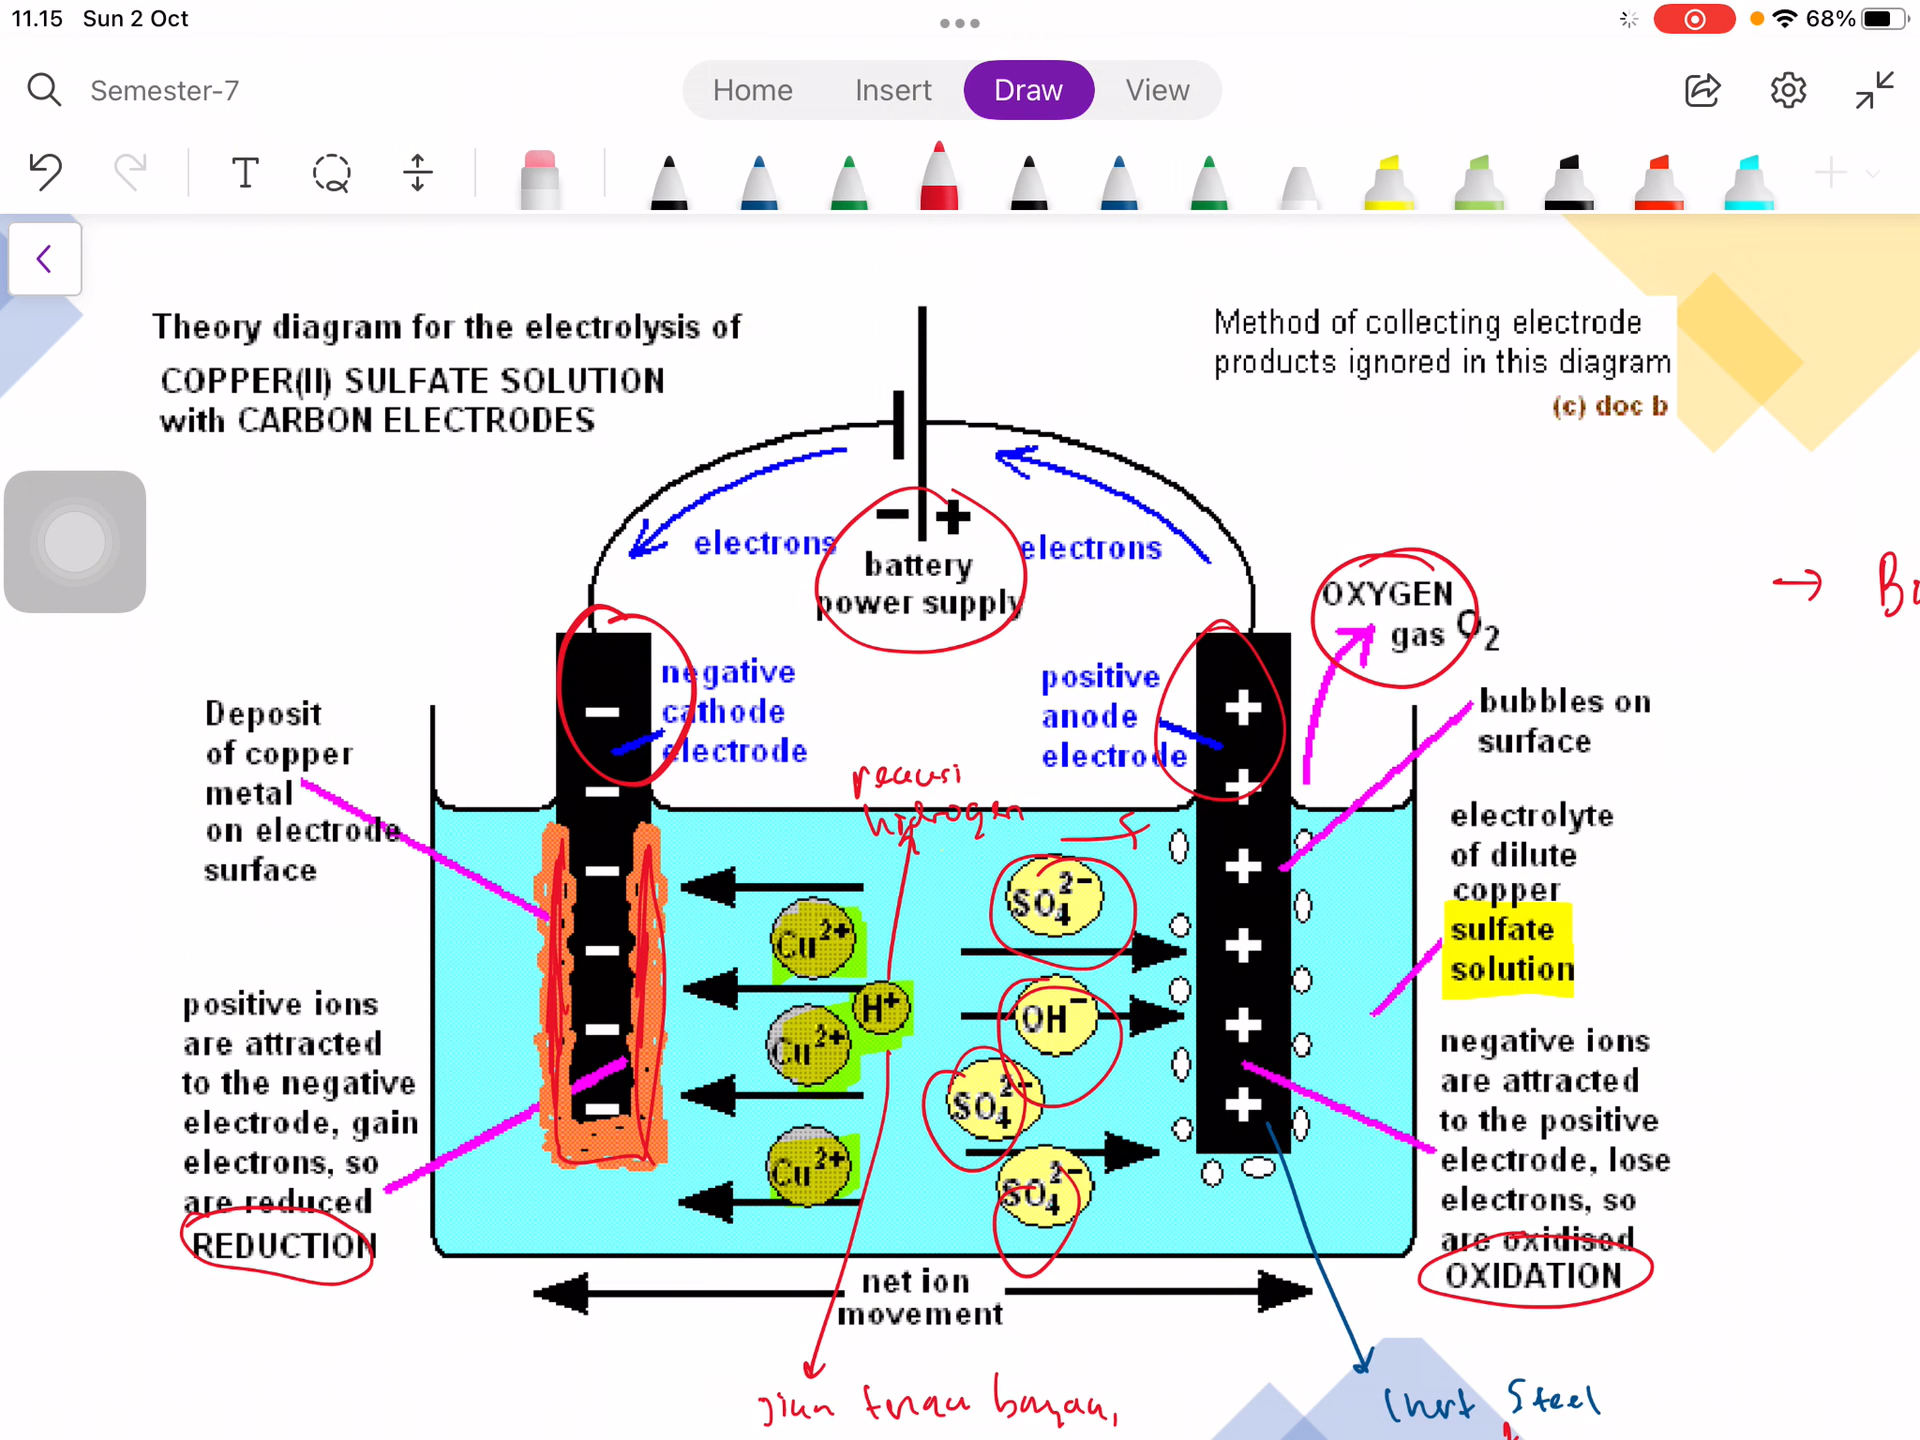 11.15 Sun 2 Oct
68%
Semester-7
Home Insert Draw View
T
Theory diagram for the electrolysis of
COPPER(II) SULFATE SOLUTION
with CARBON ELECTRODES
Method of collecting electrode
products ignored in this diagram
(c) doc b
− +
electrons
battery
power supply
electrons
OXYGEN
gas O₂
negative
cathode
electrode
positive
anode
electrode
Deposit
of copper
metal
on electrode
surface
bubbles on
surface
hidrogen
electrolyte
of dilute
copper
sulfate
solution
SO₄²⁻
Cu²⁺
H⁺
OH⁻
Cu²⁺
SO₄²⁻
Cu²⁺
SO₄²⁻
positive ions
are attracted
to the negative
electrode, gain
electrons, so
are reduced
REDUCTION
negative ions
are attracted
to the positive
electrode, lose
electrons, so
are oxidised
OXIDATION
net ion
movement
Inert Steel